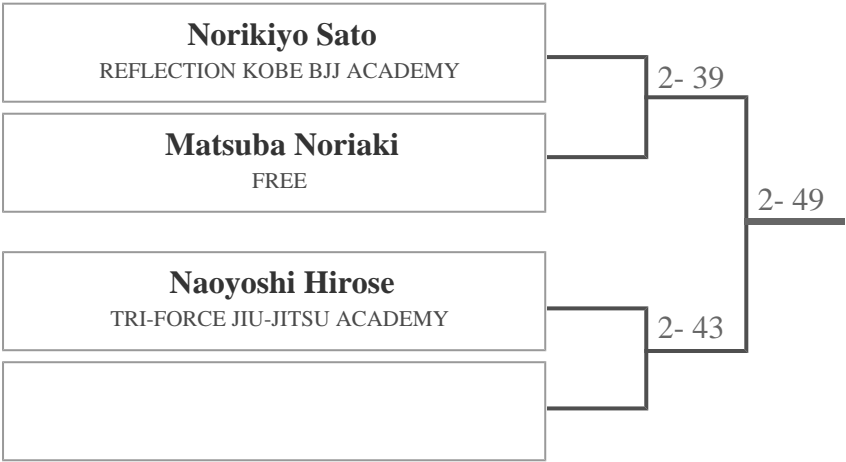 Norikiyo Sato
REFLECTION KOBE BJJ ACADEMY
2- 39
Matsuba Noriaki
FREE
2- 49
Naoyoshi Hirose
TRI-FORCE JIU-JITSU ACADEMY
2- 43